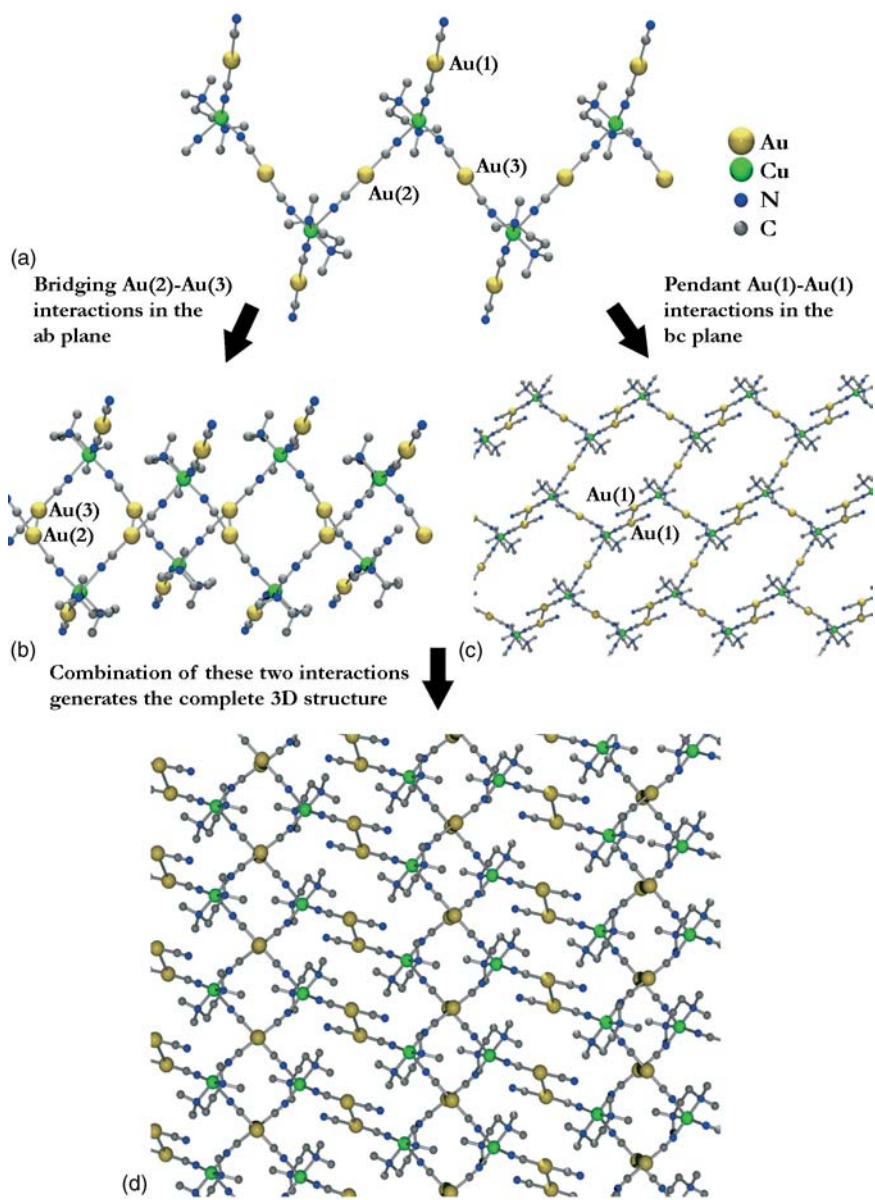 Au(1)
Au(3)
Au(2)
Au
Cu
N
C
(a)
Bridging Au(2)-Au(3)
interactions in the
ab plane
Pendant Au(1)-Au(1)
interactions in the
bc plane
Au(3)
Au(2)
(b)
Au(1)
Au(1)
(c)
Combination of these two interactions
generates the complete 3D structure
(d)